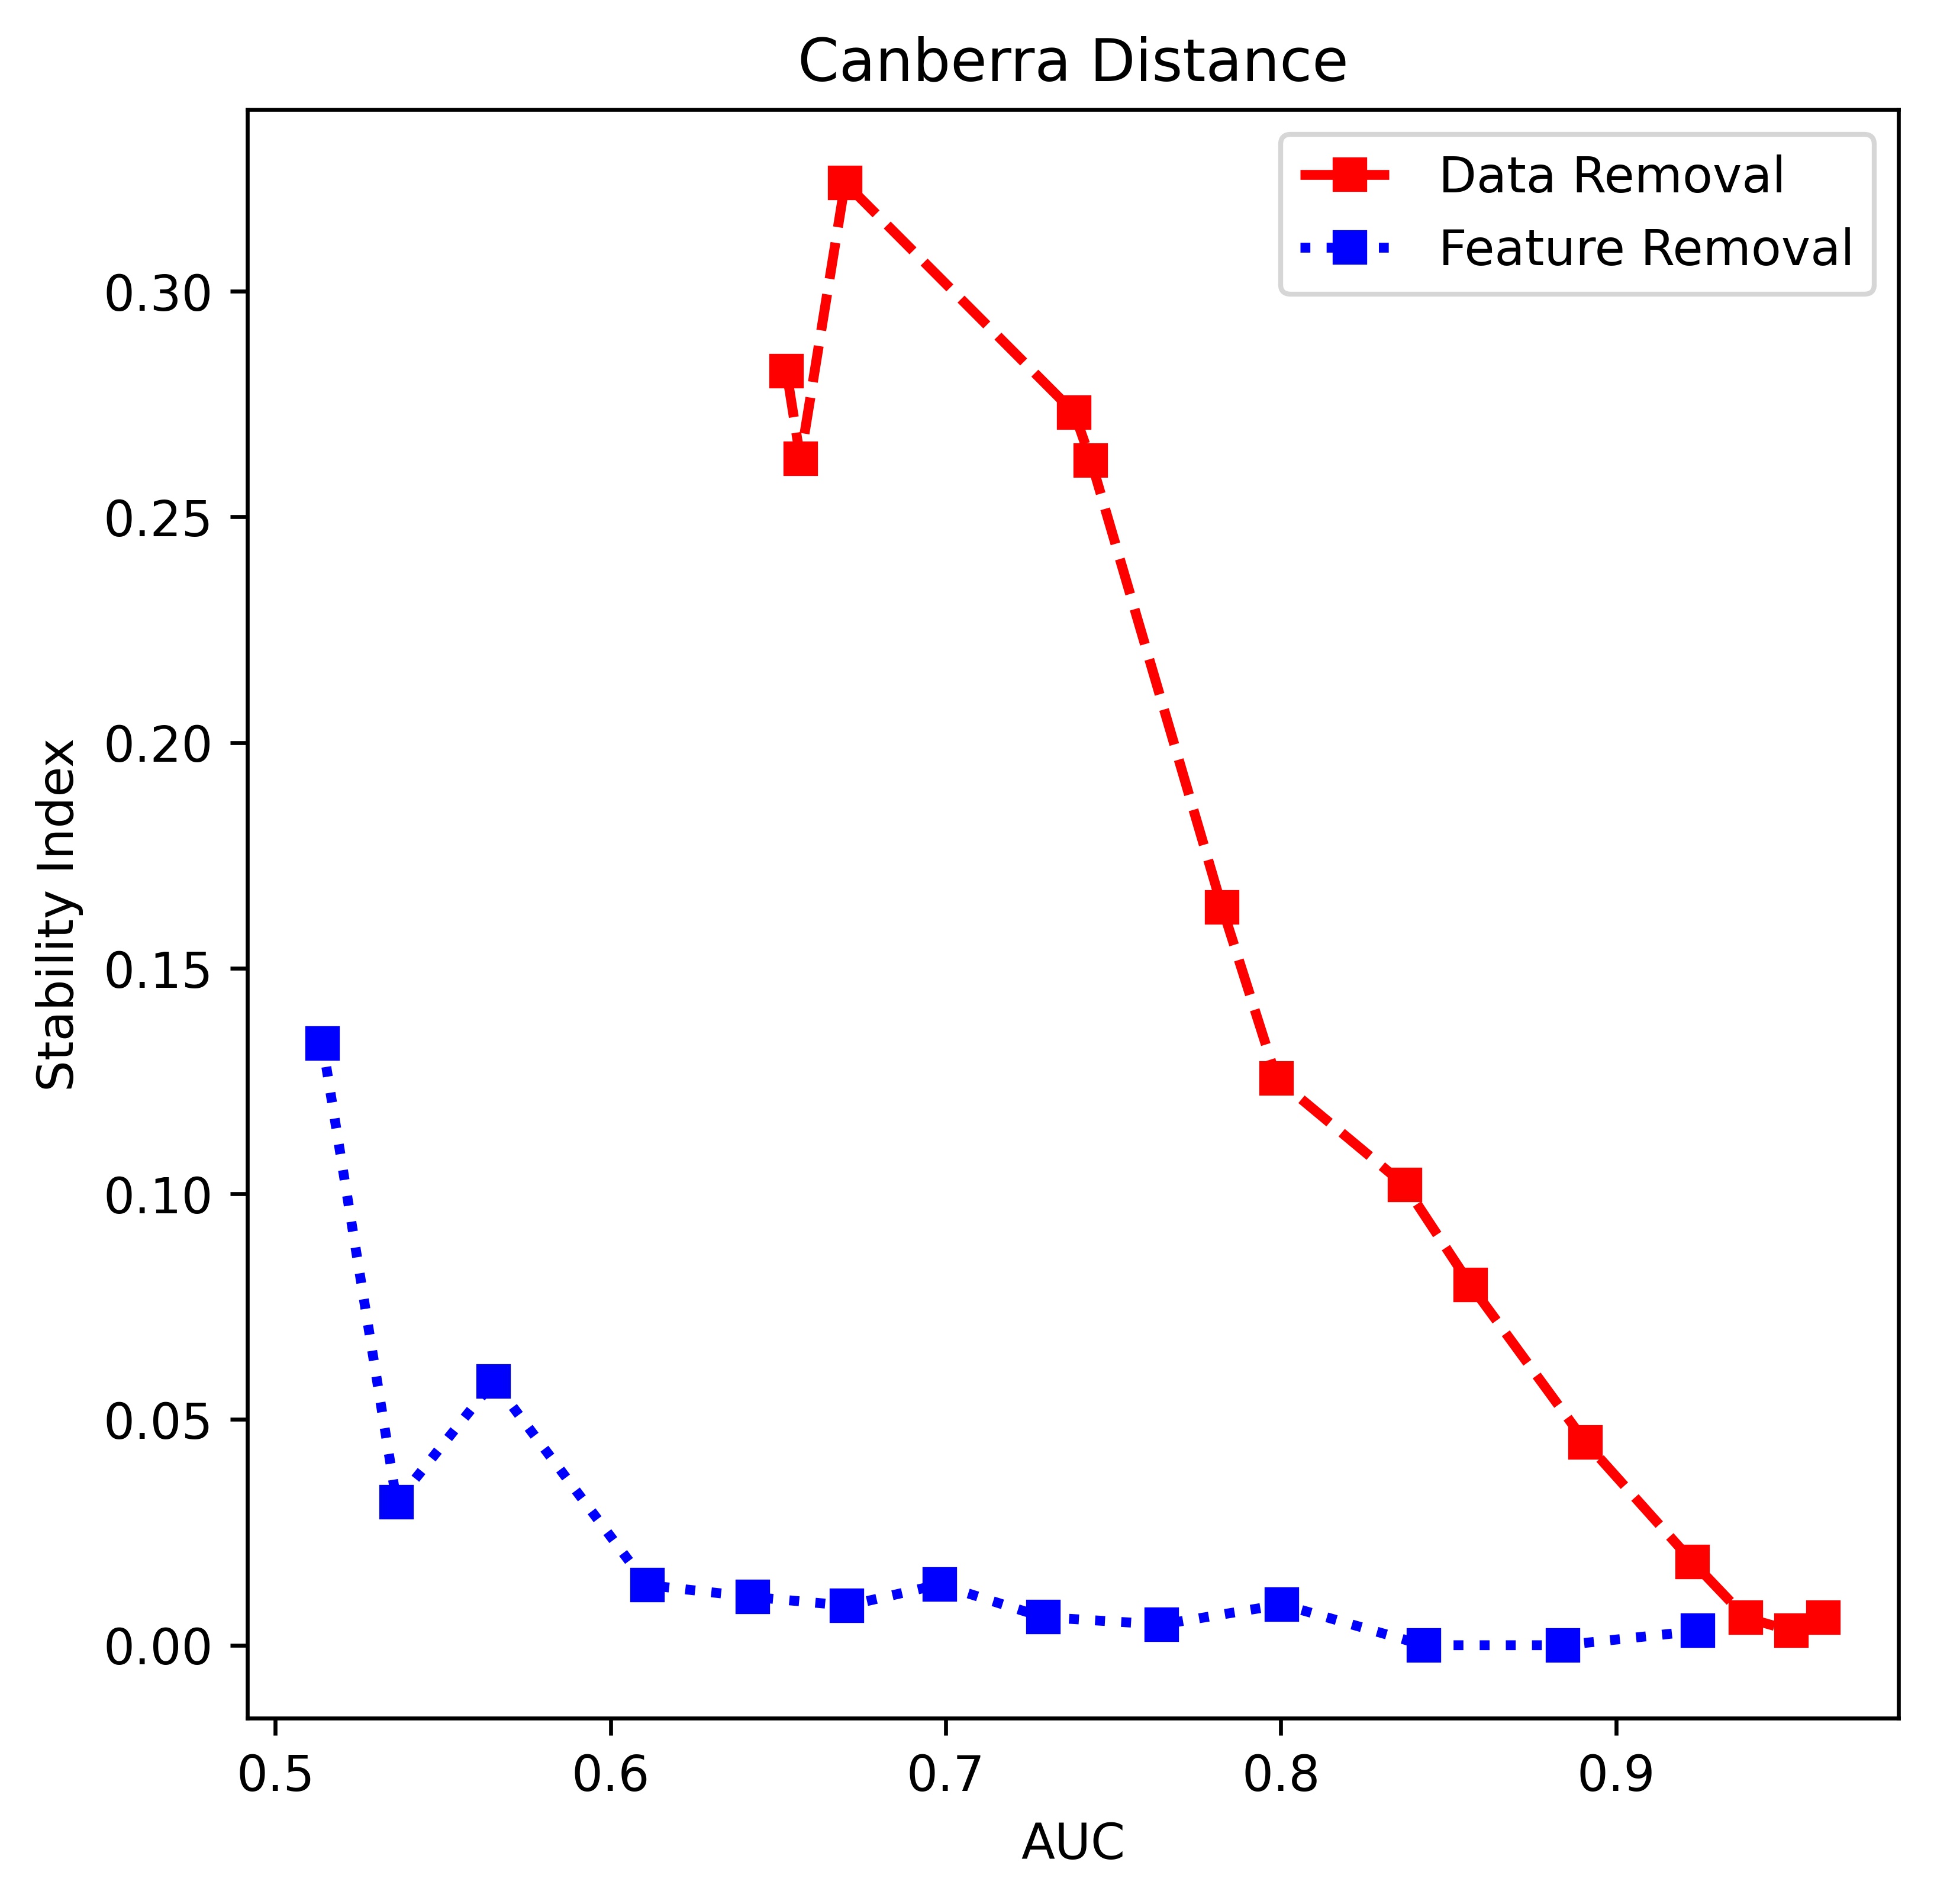 Canberra Distance
Data Removal
Feature Removal
Stability Index
0.30
0.25
0.20
0.15
0.10
0.05
0.00
0.5 0.6 0.7 0.8 0.9
AUC